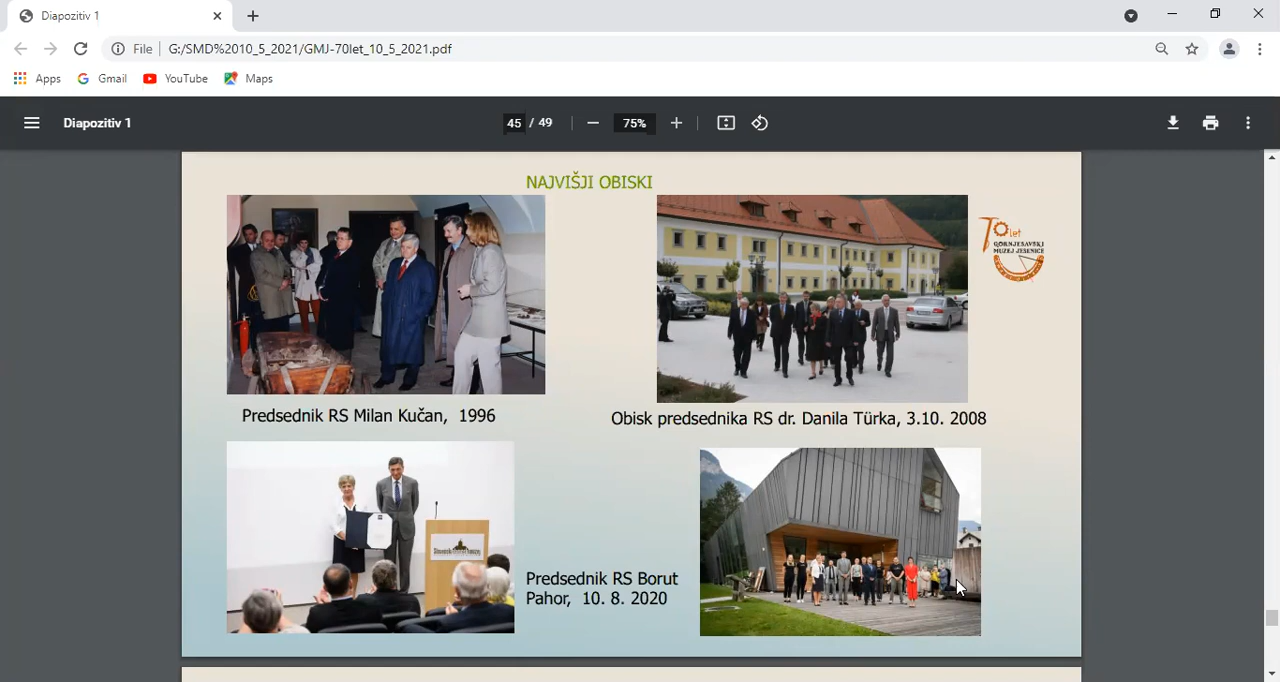 Diapozitiv 1
File
G:/SMD%2010_5_2021/GMJ-70let_10_5_2021.pdf
Apps
Gmail
YouTube
Maps
Diapozitiv 1
45 / 49
75%
NAJVIŠJI OBISKI
70let
GORNJESAVSKI
MUZEJ JESENICE
Predsednik RS Milan Kučan, 1996
Obisk predsednika RS dr. Danila Türka, 3.10. 2008
Predsednik RS Borut
Pahor, 10. 8. 2020